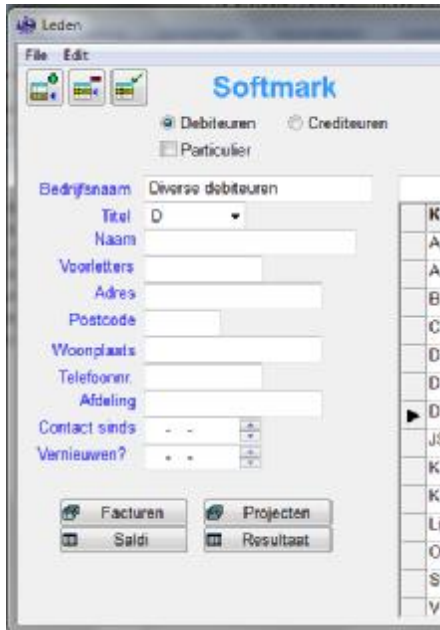 Leden
File Edit
Softmark
Debiteuren Crediteuren
Particulier
Bedrijfsnaam Diverse debiteuren
Titel D
Naam
Voorletters
Adres
Postcode
Woonplaats
Telefoonnr.
Afdeling
Contact sinds - -
Vernieuwen? - -
Facturen Projecten
Saldi Resultaat
K
A
A
B
C
D
D
D
JS
K
K
L
O
S
V